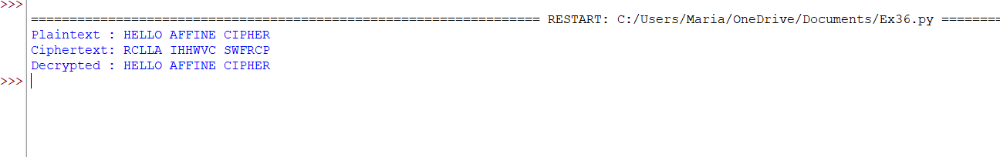 >>>
=================================================================== RESTART: C:/Users/Maria/OneDrive/Documents/Ex36.py ========
Plaintext : HELLO AFFINE CIPHER
Ciphertext: RCLLA IHHWVC SWFRCP
Decrypted : HELLO AFFINE CIPHER
>>>